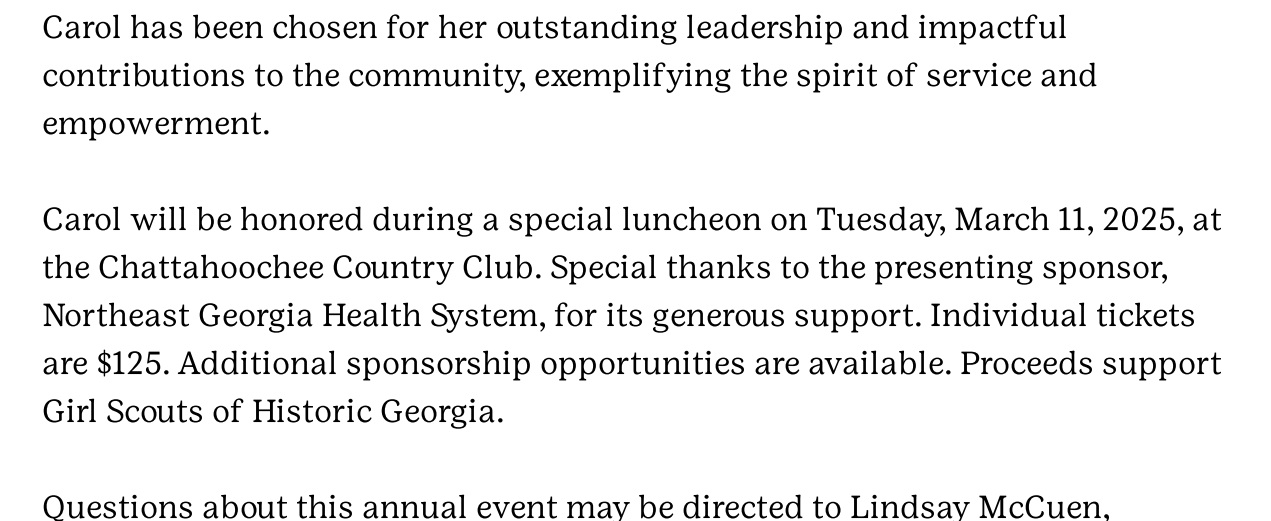 Carol has been chosen for her outstanding leadership and impactful
contributions to the community, exemplifying the spirit of service and
empowerment.
Carol will be honored during a special luncheon on Tuesday, March 11, 2025, at
the Chattahoochee Country Club. Special thanks to the presenting sponsor,
Northeast Georgia Health System, for its generous support. Individual tickets
are $125. Additional sponsorship opportunities are available. Proceeds support
Girl Scouts of Historic Georgia.
Questions about this annual event may be directed to Lindsay McCuen,